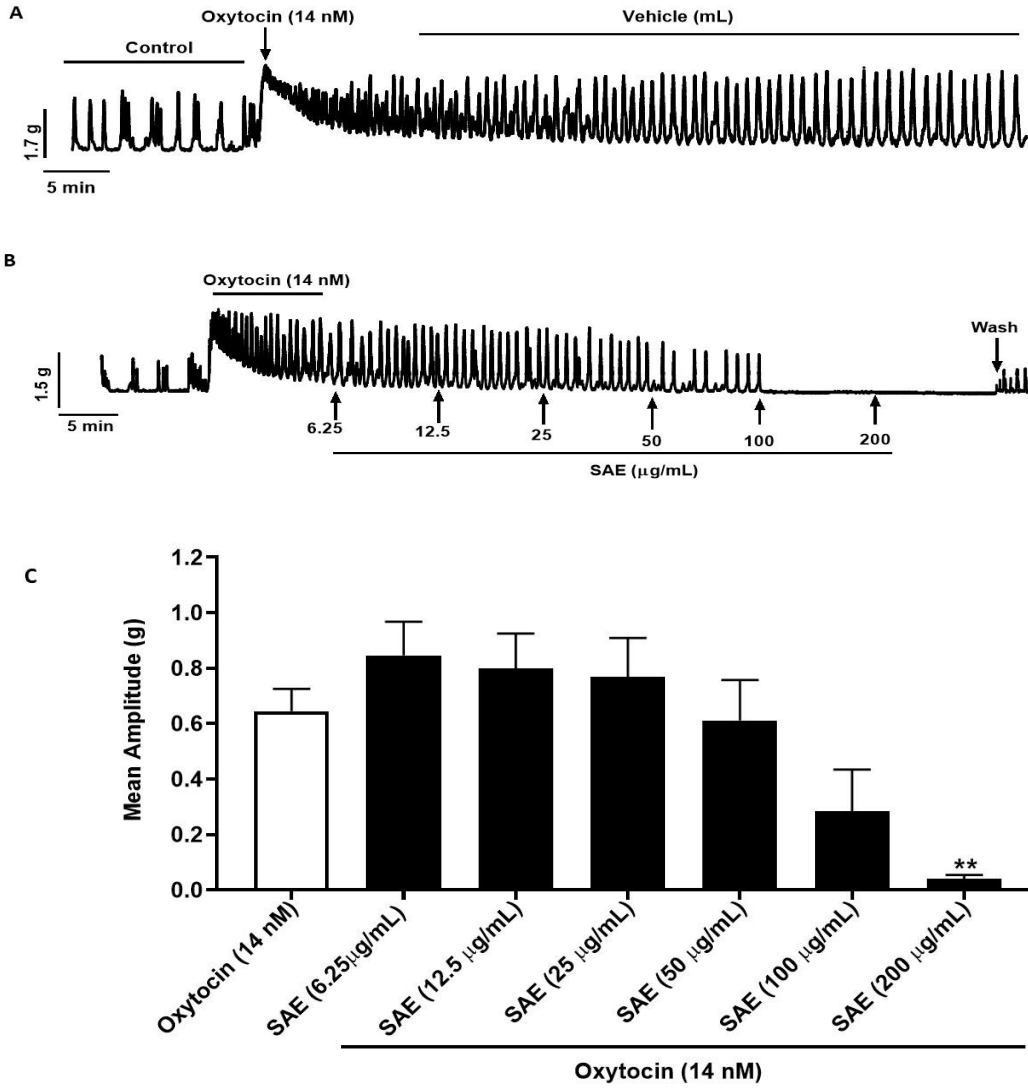 A
Oxytocin (14 nM)
Vehicle (mL)
Control
1.7 g
5 min
B
Oxytocin (14 nM)
Wash
1.5 g
5 min
6.25
12.5
25
50
100
200
SAE (μg/mL)
C
Mean Amplitude (g)
1.2
1.0
0.8
0.6
0.4
0.2
0.0
**
Oxytocin (14 nM)
SAE (6.25μg/mL)
SAE (12.5 μg/mL)
SAE (25 μg/mL)
SAE (50 μg/mL)
SAE (100 μg/mL)
SAE (200 μg/mL)
Oxytocin (14 nM)